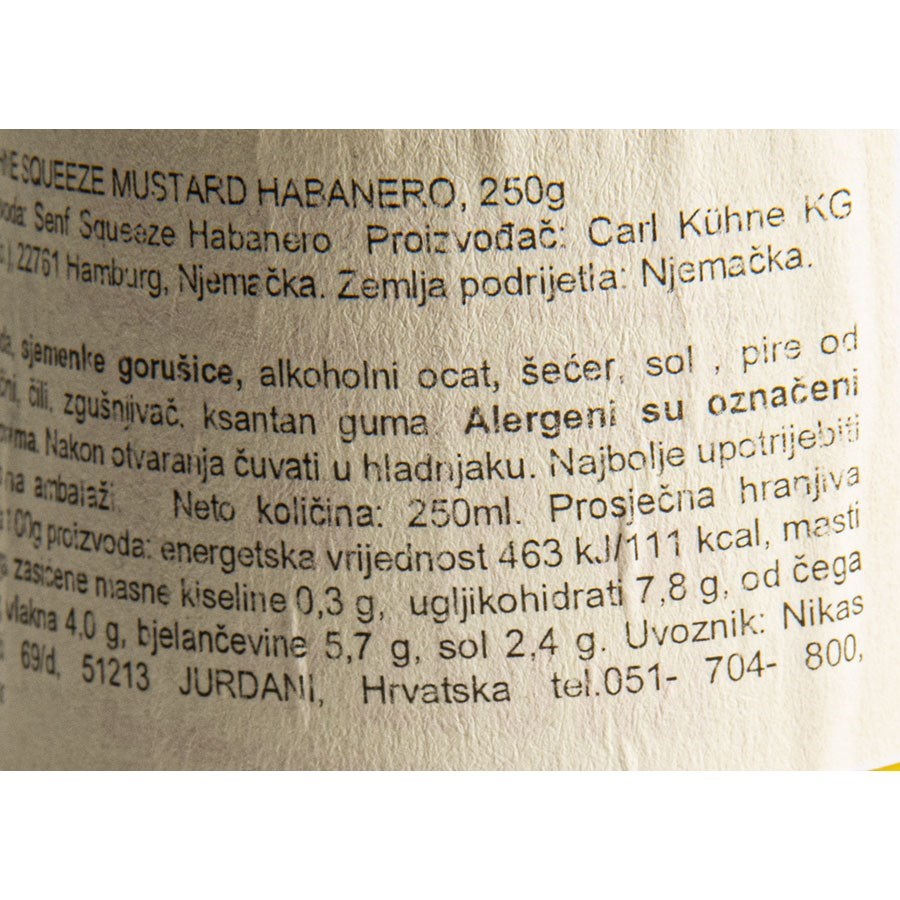 SQUEEZE MUSTARD HABANERO, 250g
Senf Squeeze Habanero Proizvođač: Carl Kühne KG
22761 Hamburg, Njemačka. Zemlja podrijetla: Njemačka.
sjemenke gorušice, alkoholni ocat, šećer, sol , pire od
čili, zgušnjivač. ksantan guma Alergeni su označeni
Nakon otvaranja čuvati u hladnjaku. Najbolje upotrijebiti
na ambalaži. Neto količina: 250ml. Prosječna hranjiva
100g proizvoda: energetska vrijednost 463 kJ/111 kcal, masti
zasićene masne kiseline 0,3 g, ugljikohidrati 7,8 g, od čega
vlakna 4,0 g, bjelančevine 5,7 g, sol 2,4 g. Uvoznik: Nikas
69/d, 51213 JURDANI, Hrvatska tel.051- 704- 800,